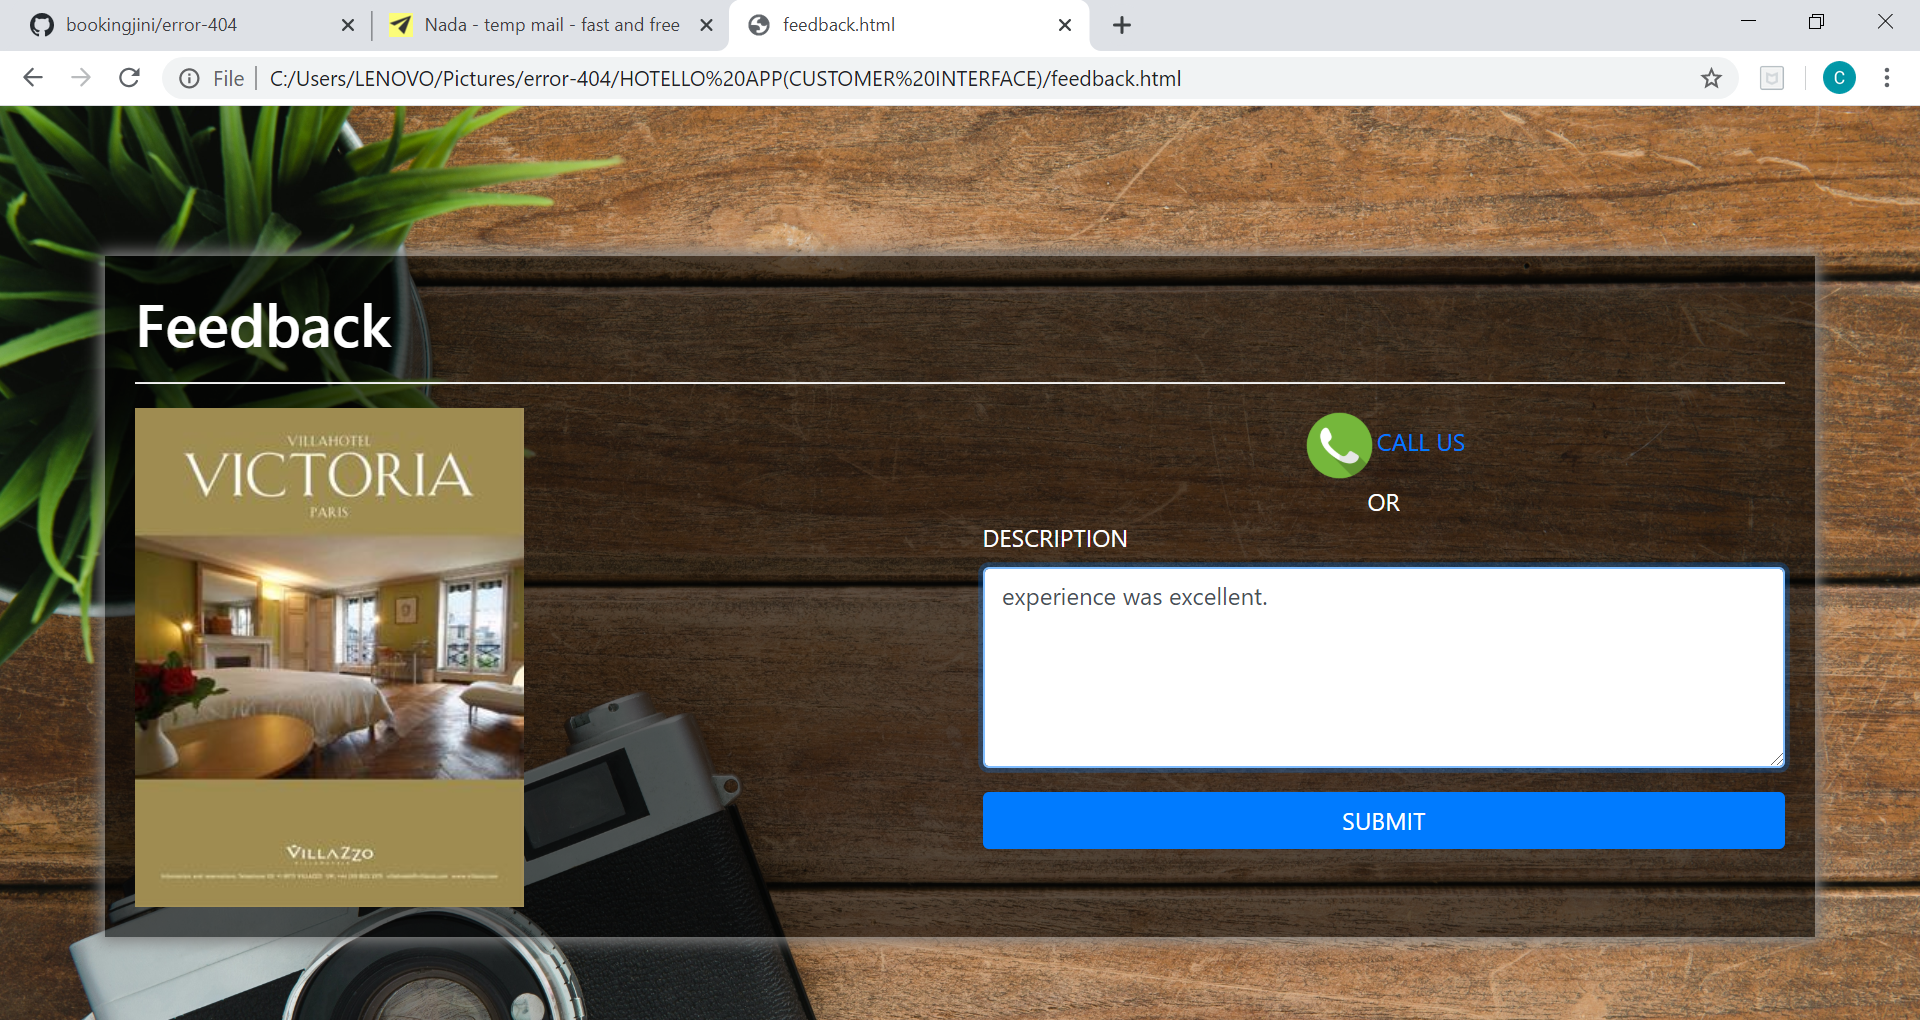 bookingjini/error-404
Nada - temp mail - fast and free
feedback.html
File
C:/Users/LENOVO/Pictures/error-404/HOTELLO%20APP(CUSTOMER%20INTERFACE)/feedback.html
C
Feedback
VILLAHOTEL
VICTORIA
PARIS
VILLAZZO
CALL US
OR
DESCRIPTION
experience was excellent.
SUBMIT